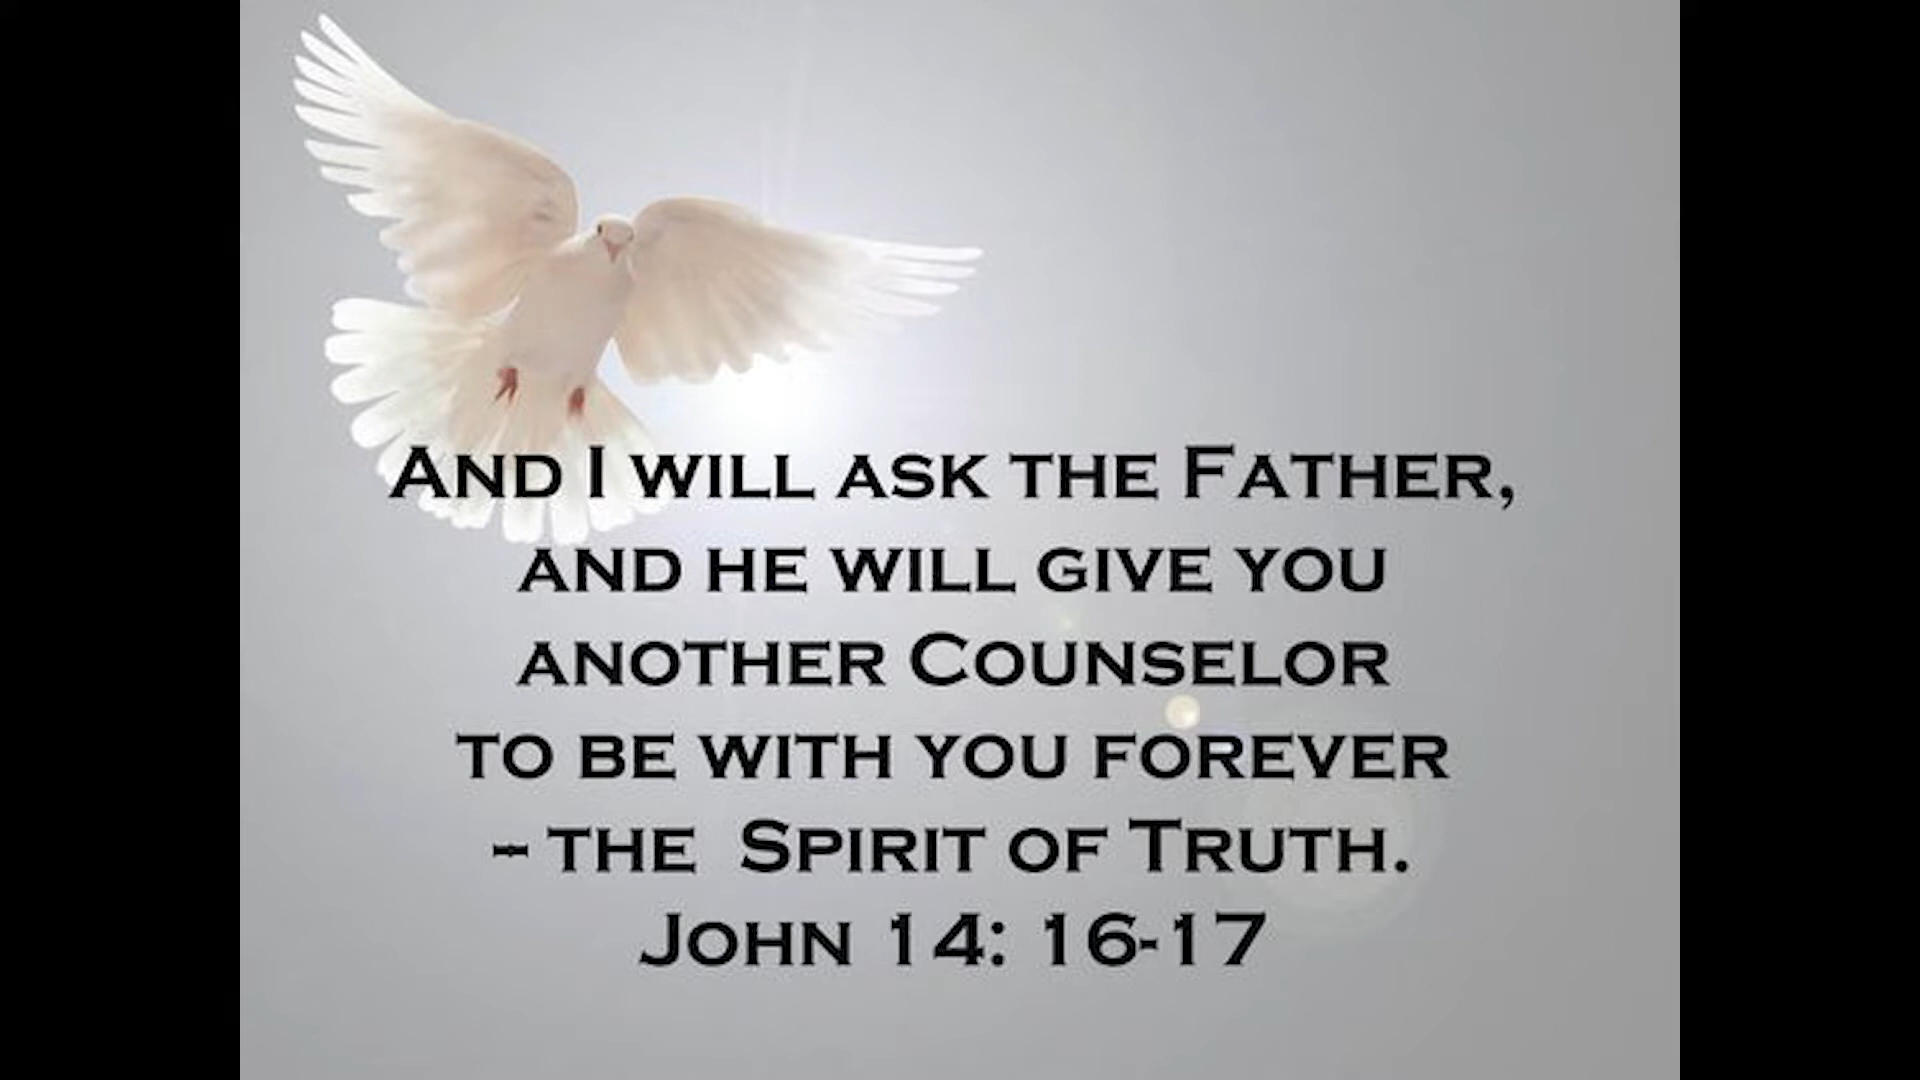 And I will ask the Father,
and he will give you
another Counselor
to be with you forever
-- the Spirit of Truth.
John 14: 16-17